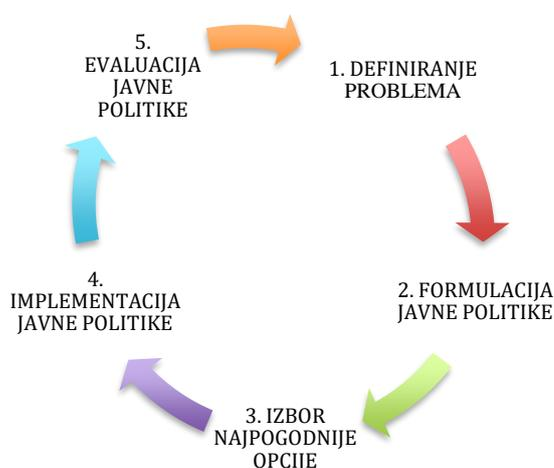 1. DEFINIRANJE
PROBLEMA
2. FORMULACIJA
JAVNE POLITIKE
3. IZBOR
NAJPOGODNIJE
OPCIJE
4.
IMPLEMENTACIJA
JAVNE POLITIKE
5.
EVALUACIJA
JAVNE
POLITIKE